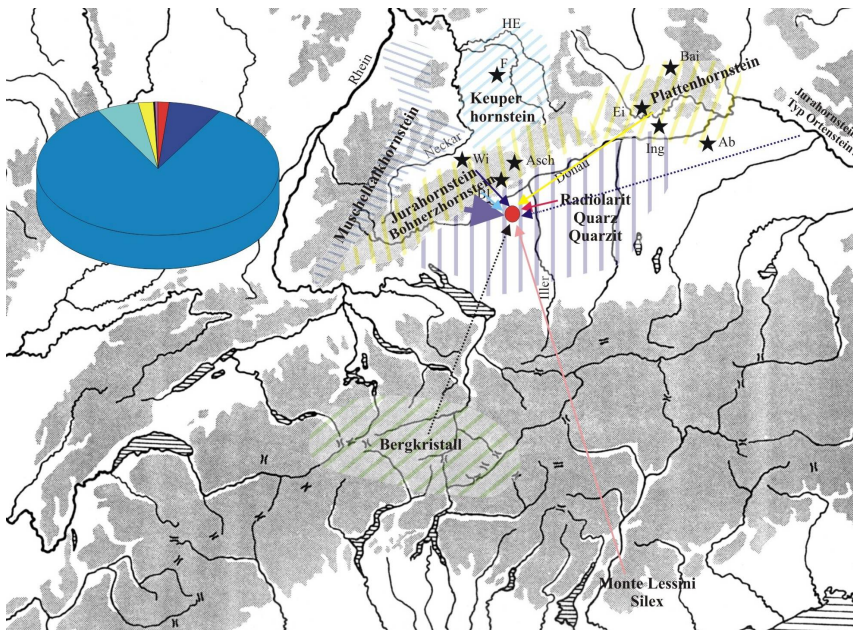 HE
Rhein
F
Bai
Keuper
hornstein
Plattenhornstein
Ei
Jurahornstein
Typ Ortenstein
Neckar
Wi
Asch
Ing
Ab
Donau
Bl
Muschelkalkhornstein
Jurahornstein
Bohnerzhornstein
Radiolarit
Quarz
Quarzit
Iller
Bergkristall
Monte Lessini
Silex